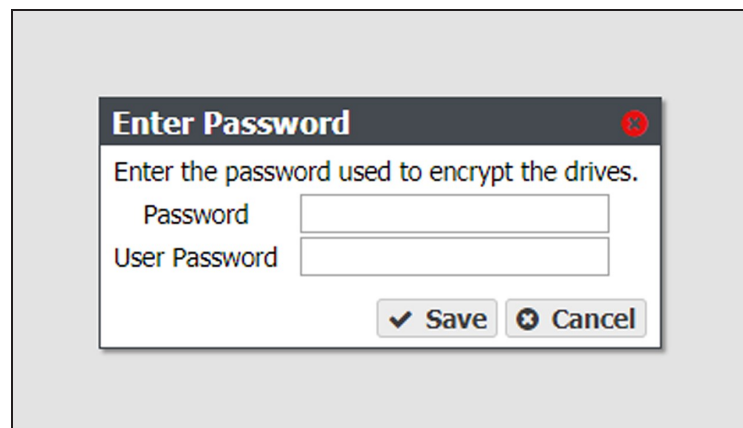 Enter Password
Enter the password used to encrypt the drives.
Password
User Password
Save Cancel